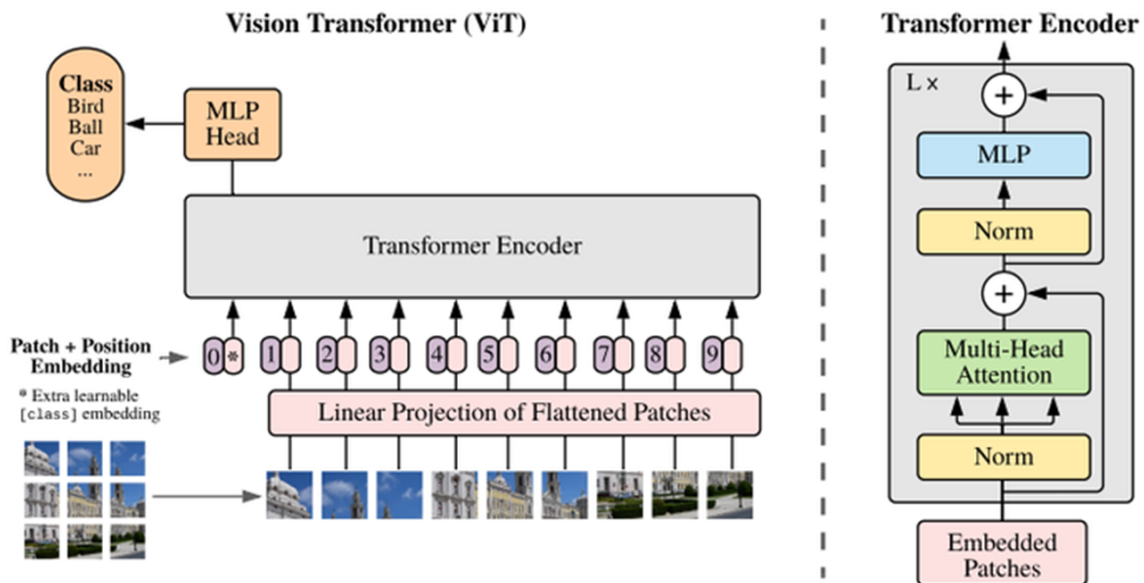 Vision Transformer (ViT)
Class
Bird
Ball
Car
...
MLP
Head
Transformer Encoder
Patch + Position
Embedding
* Extra learnable
[class] embedding
0 * 1 2 3 4 5 6 7 8 9
Linear Projection of Flattened Patches
Transformer Encoder
L ×
+
MLP
Norm
+
Multi-Head
Attention
Norm
Embedded
Patches